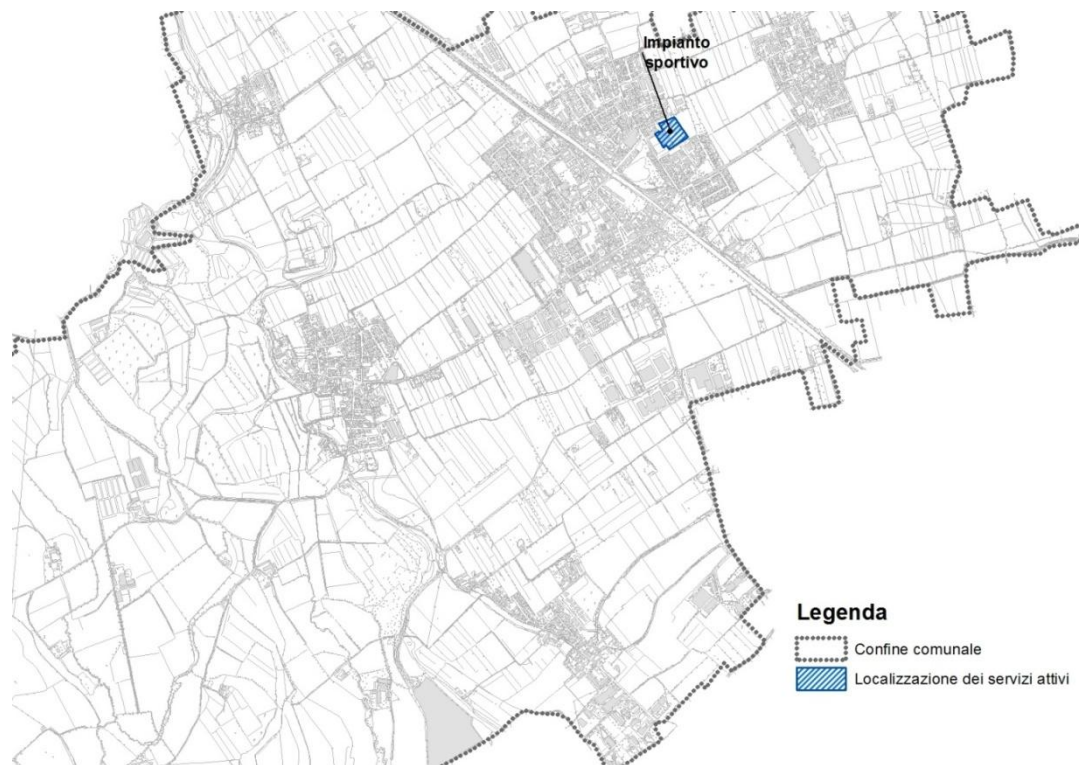 Impianto
sportivo
Legenda
Confine comunale
Localizzazione dei servizi attivi